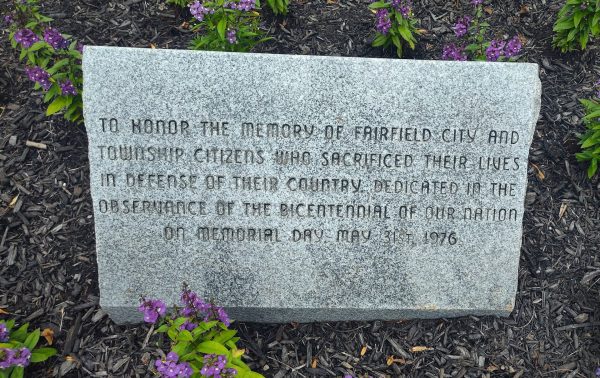 TO HONOR THE MEMORY OF FAIRFIELD CITY AND
TOWNSHIP CITIZENS WHO SACRIFICED THEIR LIVES
IN DEFENSE OF THEIR COUNTRY. DEDICATED IN THE
OBSERVANCE OF THE BICENTENNIAL OF OUR NATION
ON MEMORIAL DAY MAY 31ST, 1976